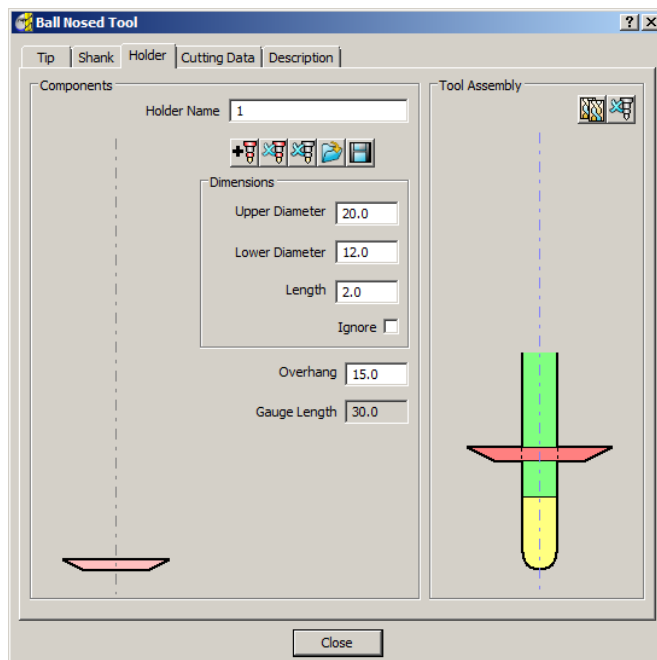 Ball Nosed Tool
Tip Shank Holder Cutting Data Description
Components
Holder Name 1
Dimensions
Upper Diameter 20.0
Lower Diameter 12.0
Length 2.0
Ignore
Overhang 15.0
Gauge Length 30.0
Tool Assembly
Close